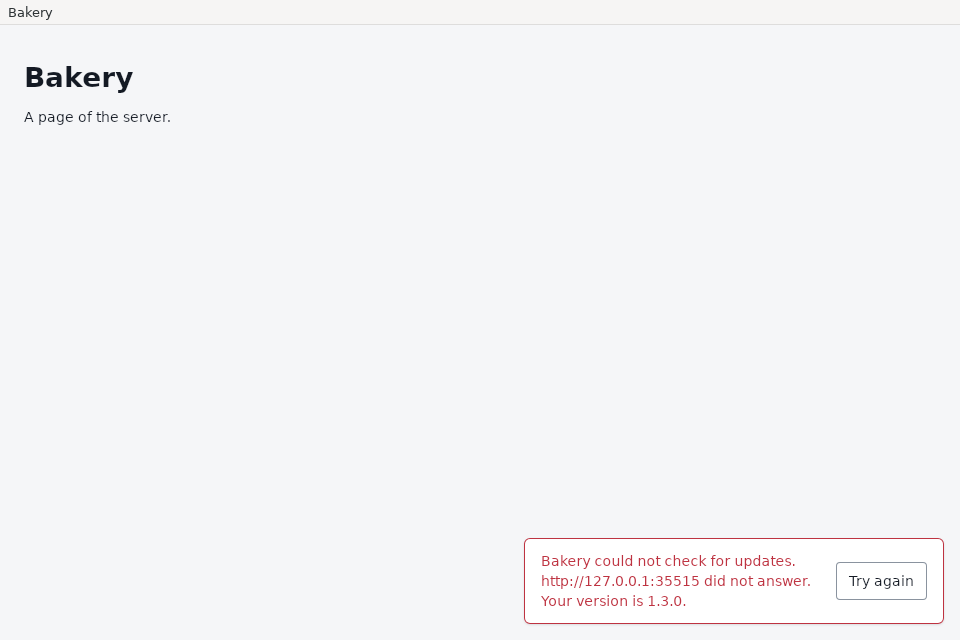 Bakery
Bakery
A page of the server.
Bakery could not check for updates.
http://127.0.0.1:35515 did not answer.
Your version is 1.3.0.
Try again